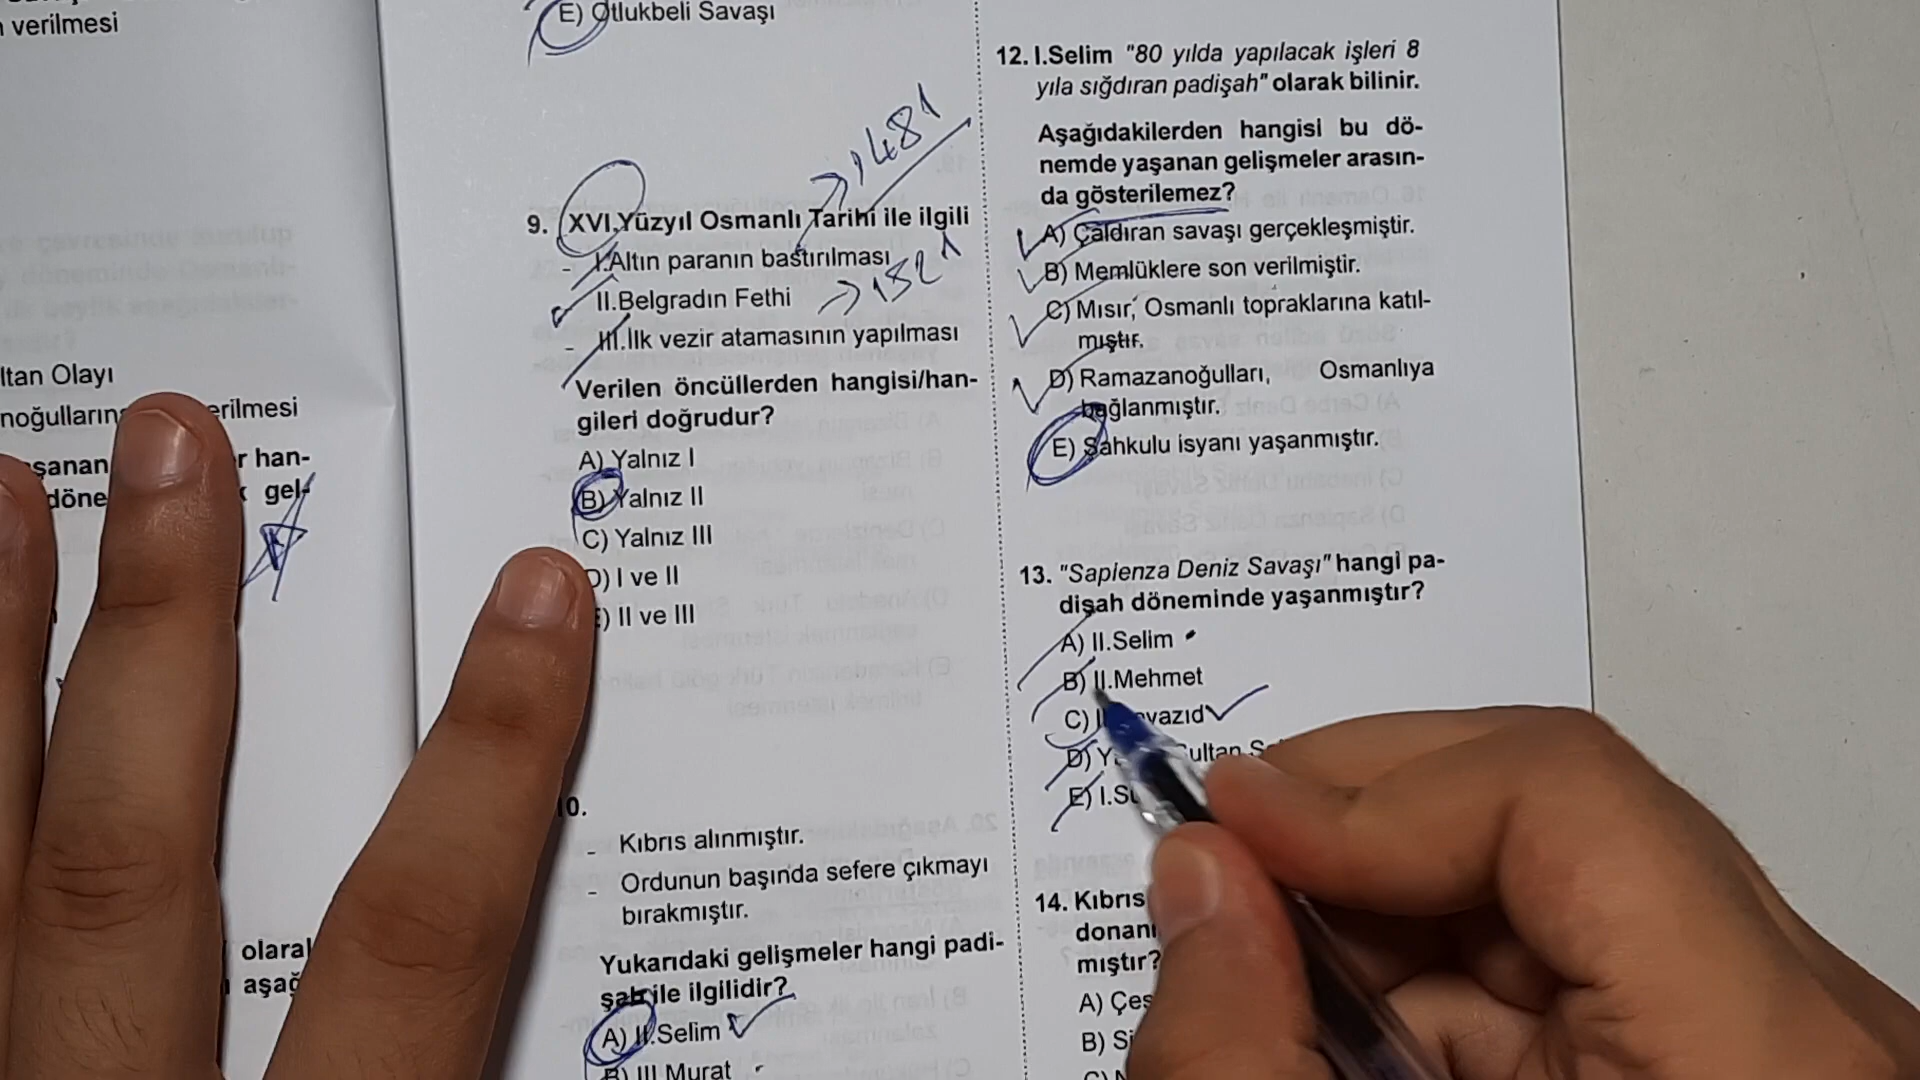 verilmesi
ltan Olayı
noğulların erilmesi
şanan r han-
döne gel-
olaral
aşağ
E) Otlukbeli Savaşı
1481
9. XVI.Yüzyıl Osmanlı Tarihi ile ilgili
- I.Altın paranın bastırılması
II.Belgradın Fethi
1521
- III.İlk vezir atamasının yapılması
Verilen öncüllerden hangisi/han-
gileri doğrudur?
A) Yalnız I
B) Yalnız II
C) Yalnız III
D) I ve II
E) II ve III
10.
- Kıbrıs alınmıştır.
- Ordunun başında sefere çıkmayı
bırakmıştır.
Yukarıdaki gelişmeler hangi padi-
şah ile ilgilidir?
A) II.Selim
B) III.Murat
12. I.Selim "80 yılda yapılacak işleri 8
yıla sığdıran padişah" olarak bilinir.
Aşağıdakilerden hangisi bu dö-
nemde yaşanan gelişmeler arasın-
da gösterilemez?
A) Çaldıran savaşı gerçekleşmiştir.
B) Memlüklere son verilmiştir.
C) Mısır, Osmanlı topraklarına katıl-
mıştır.
D) Ramazanoğulları, Osmanlıya
bağlanmıştır.
E) Şahkulu isyanı yaşanmıştır.
13. "Sapienza Deniz Savaşı" hangi pa-
dişah döneminde yaşanmıştır?
A) II.Selim
B) II.Mehmet
C) I yazıd
D) Y ultan S
E) I.S
14. Kıbrıs
donan
mıştır?
A) Çeş
B) Si
C)